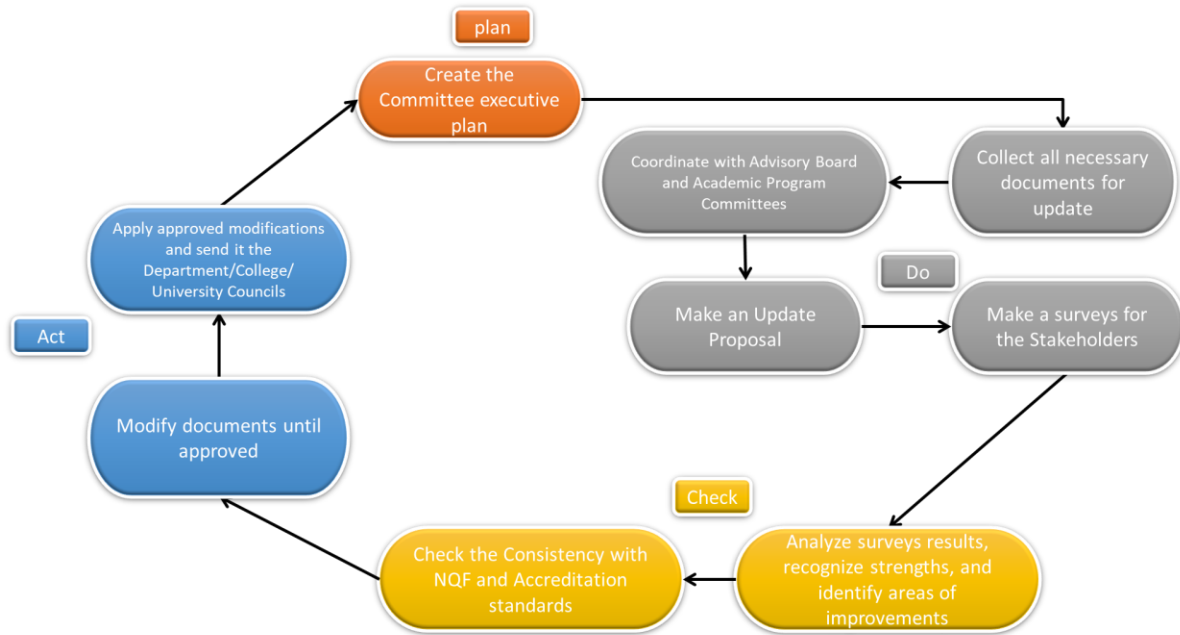 plan
Create the
Committee executive
plan
Collect all necessary
documents for
update
Coordinate with Advisory Board
and Academic Program
Committees
Do
Make an Update
Proposal
Make a surveys for
the Stakeholders
Check
Analyze surveys results,
recognize strengths, and
identify areas of
improvements
Check the Consistency with
NQF and Accreditation
standards
Act
Modify documents until
approved
Apply approved modifications
and send it the
Department/College/
University Councils